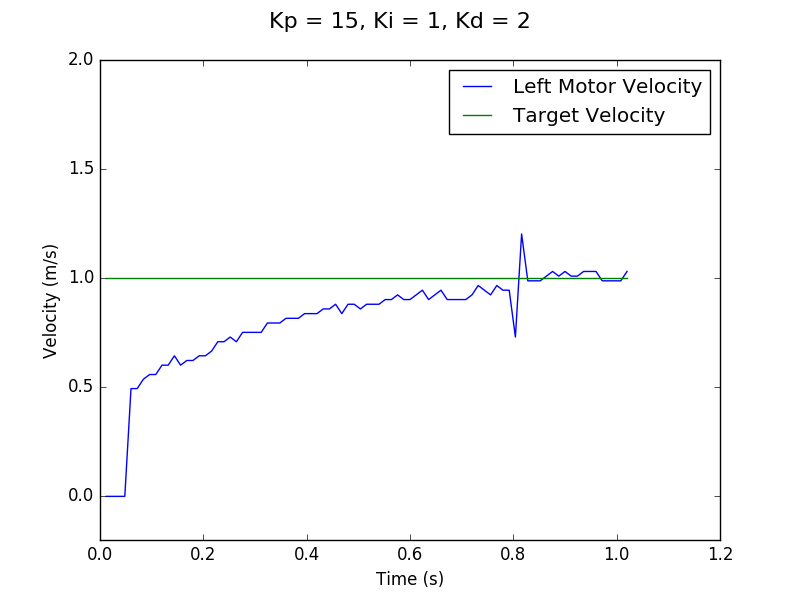 Kp = 15, Ki = 1, Kd = 2
Left Motor Velocity
Target Velocity
2.0
1.5
1.0
0.5
0.0
Velocity (m/s)
0.0 0.2 0.4 0.6 0.8 1.0 1.2
Time (s)